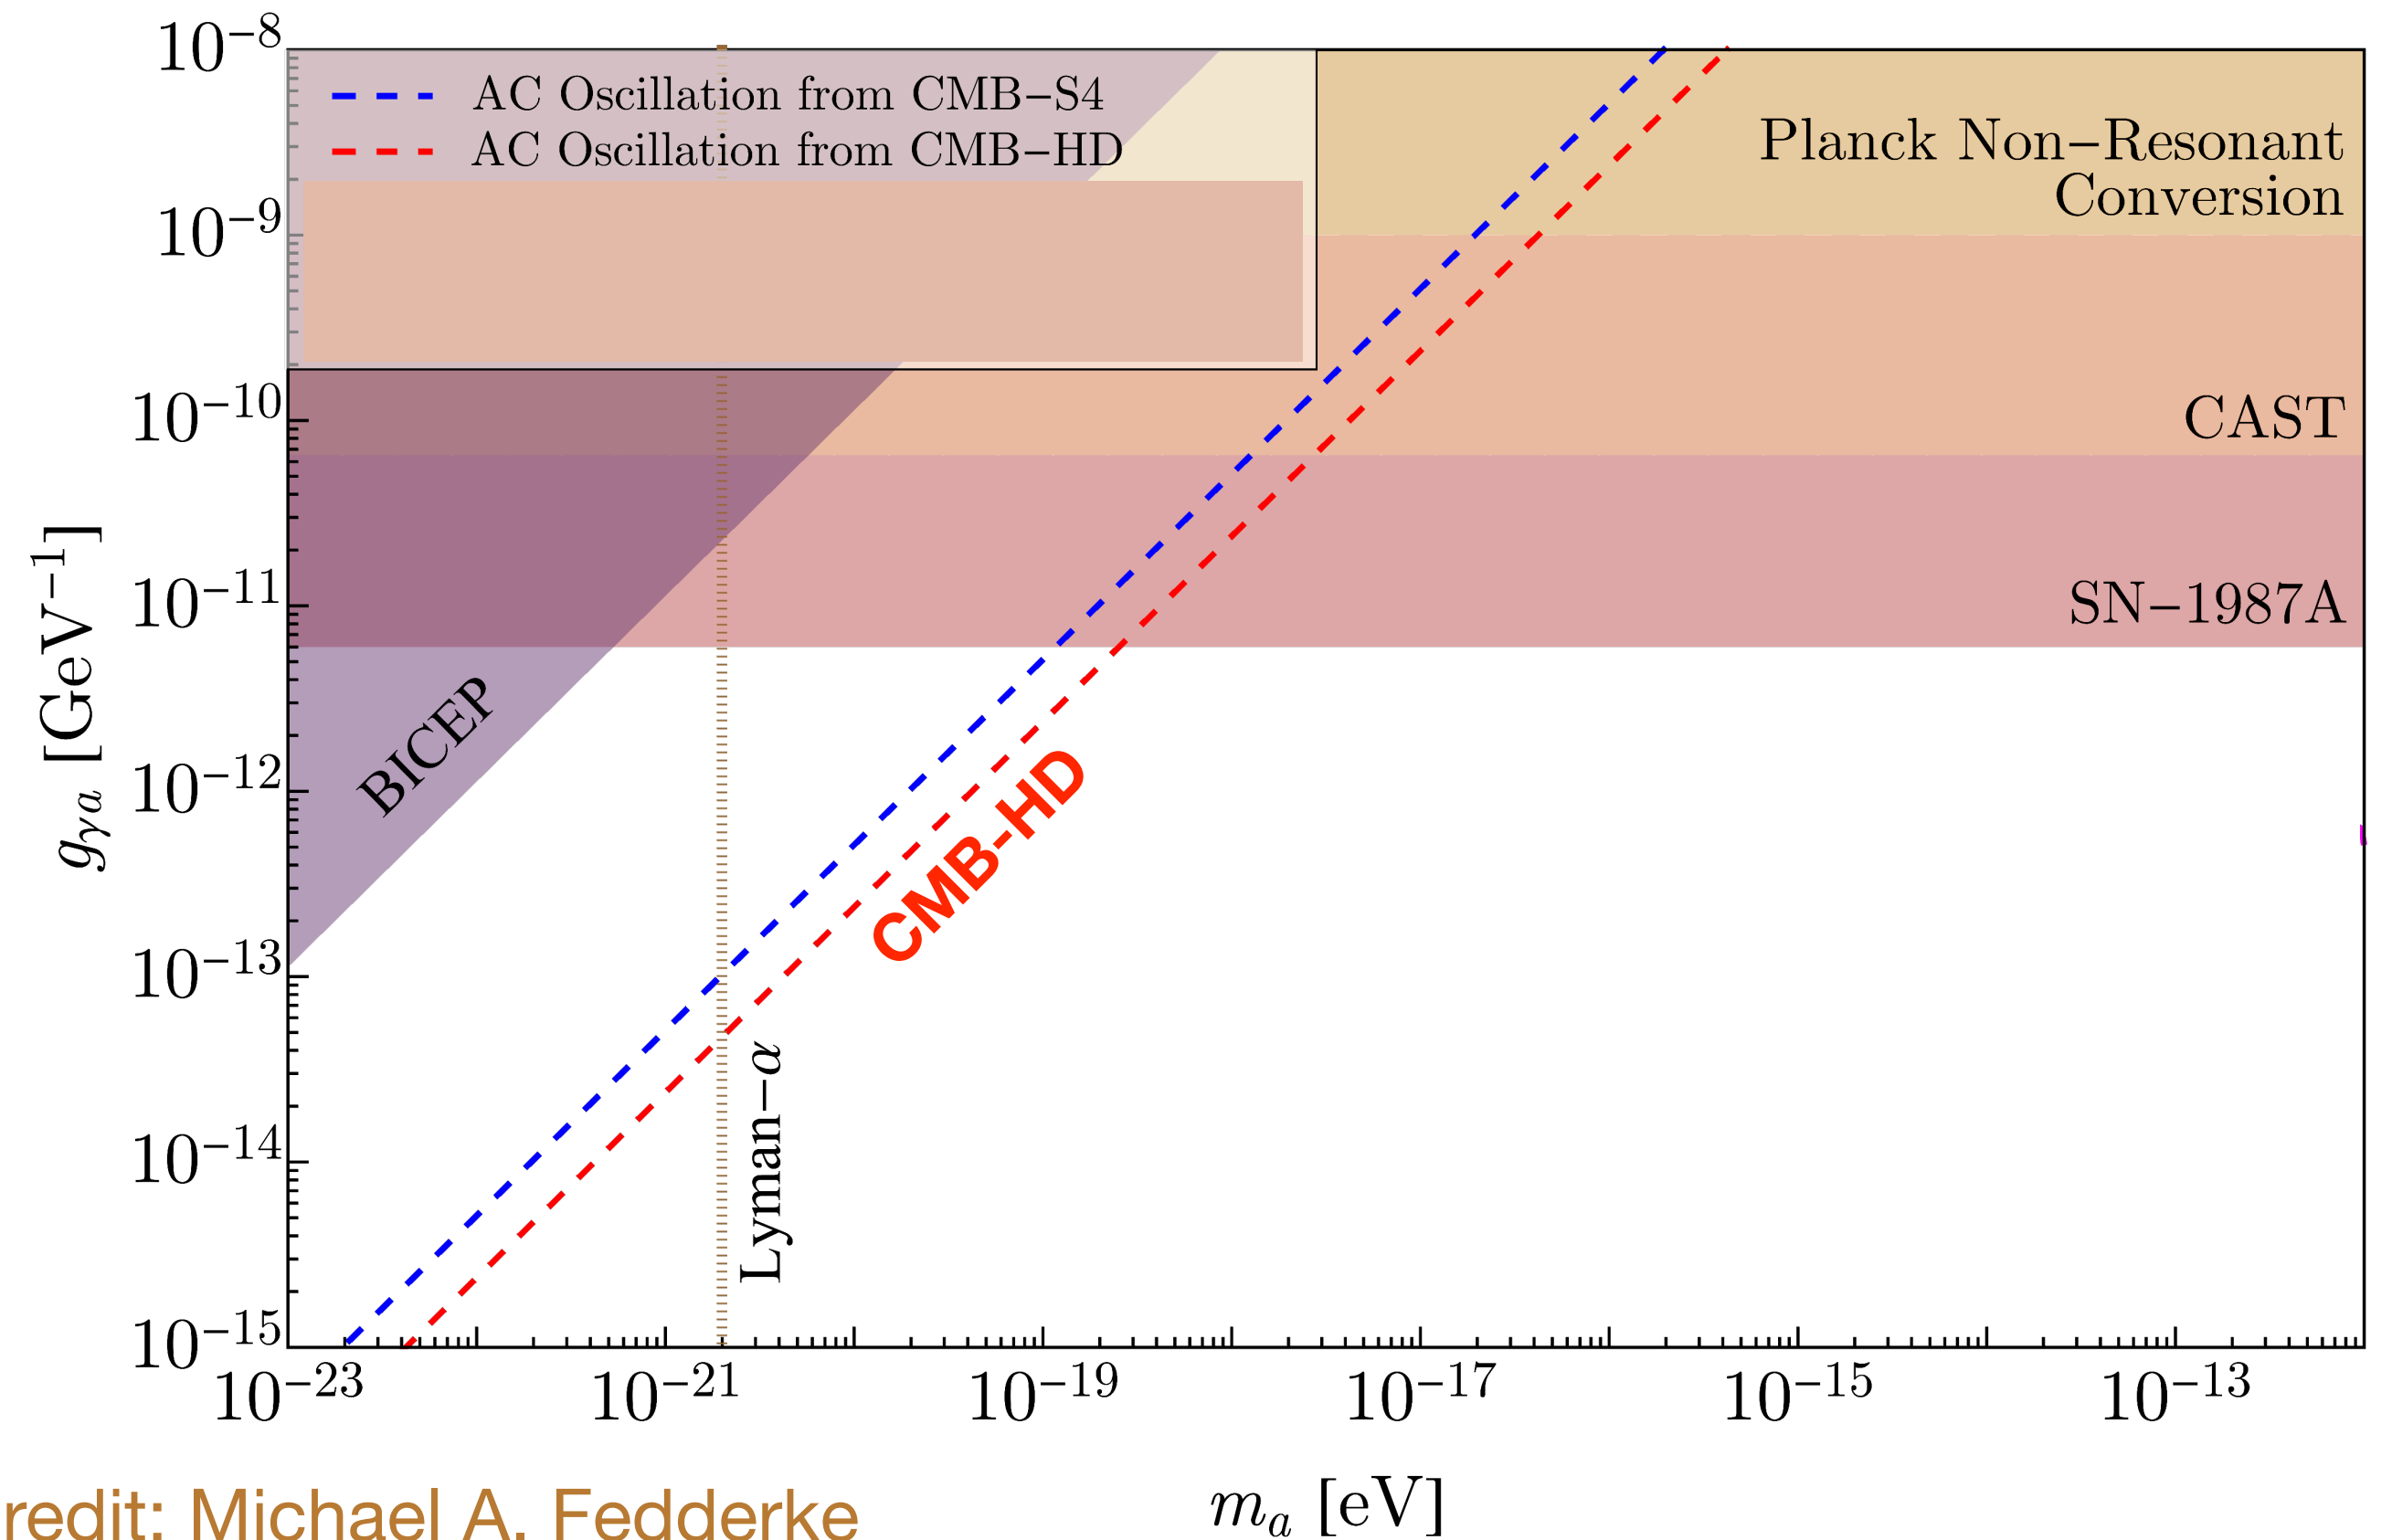 10⁻⁸
AC Oscillation from CMB−S4
AC Oscillation from CMB−HD
Planck Non−Resonant
Conversion
10⁻⁹
10⁻¹⁰
CAST
10⁻¹¹
SN−1987A
g_γa [GeV⁻¹]
BICEP
10⁻¹²
CMB-HD
10⁻¹³
Lyman−α
10⁻¹⁴
10⁻¹⁵
10⁻²³ 10⁻²¹ 10⁻¹⁹ 10⁻¹⁷ 10⁻¹⁵ 10⁻¹³
m_a [eV]
redit: Michael A. Fedderke